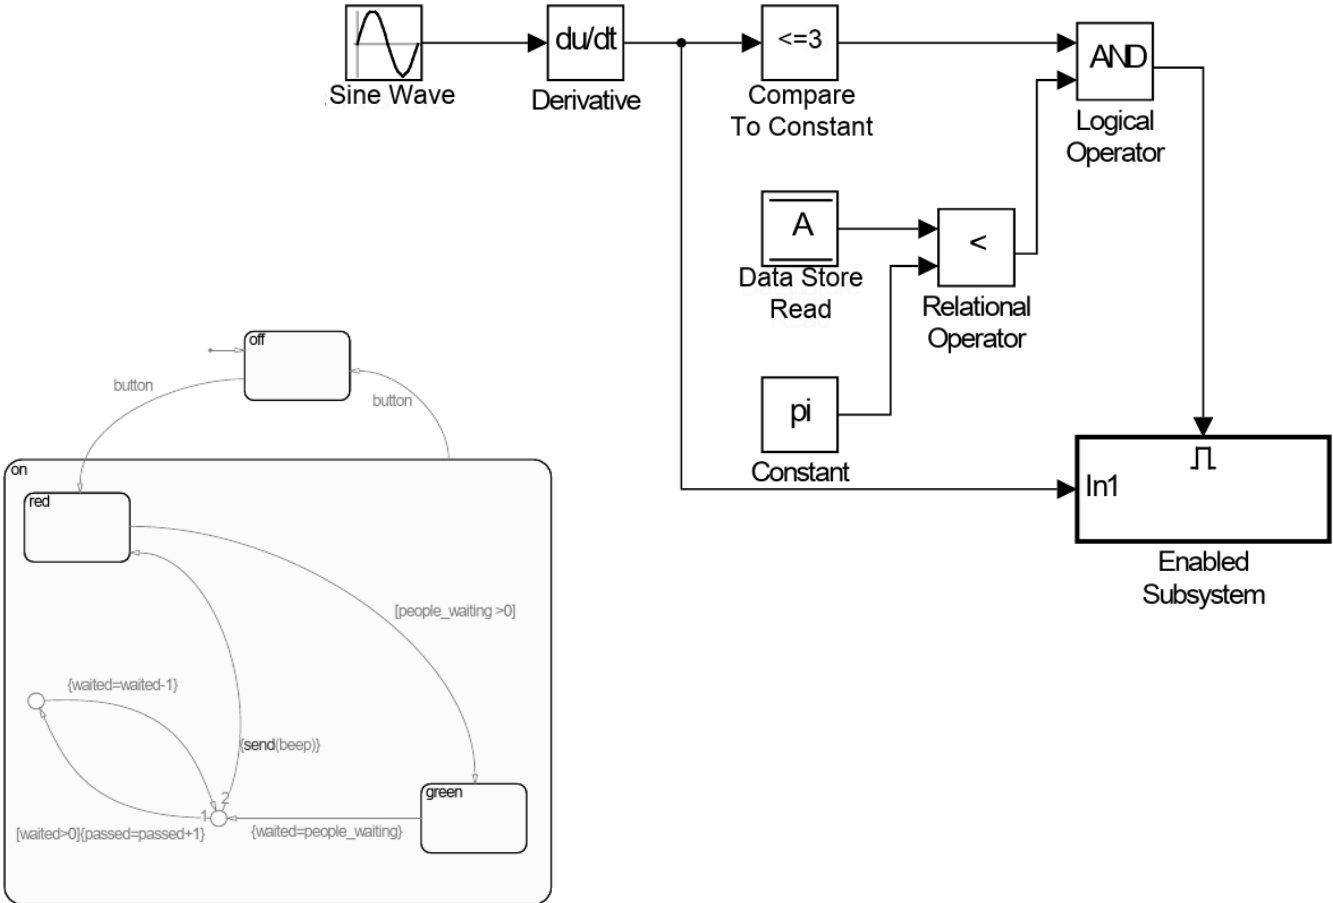 du/dt
<=3
AND
Sine Wave
Derivative
Compare
To Constant
Logical
Operator
A
<
Data Store
Read
Relational
Operator
pi
Constant
In1
Enabled
Subsystem
off
button
button
on
red
[people_waiting >0]
{waited=waited-1}
{send(beep)}
2
green
1
[waited>0]{passed=passed+1}
{waited=people_waiting}